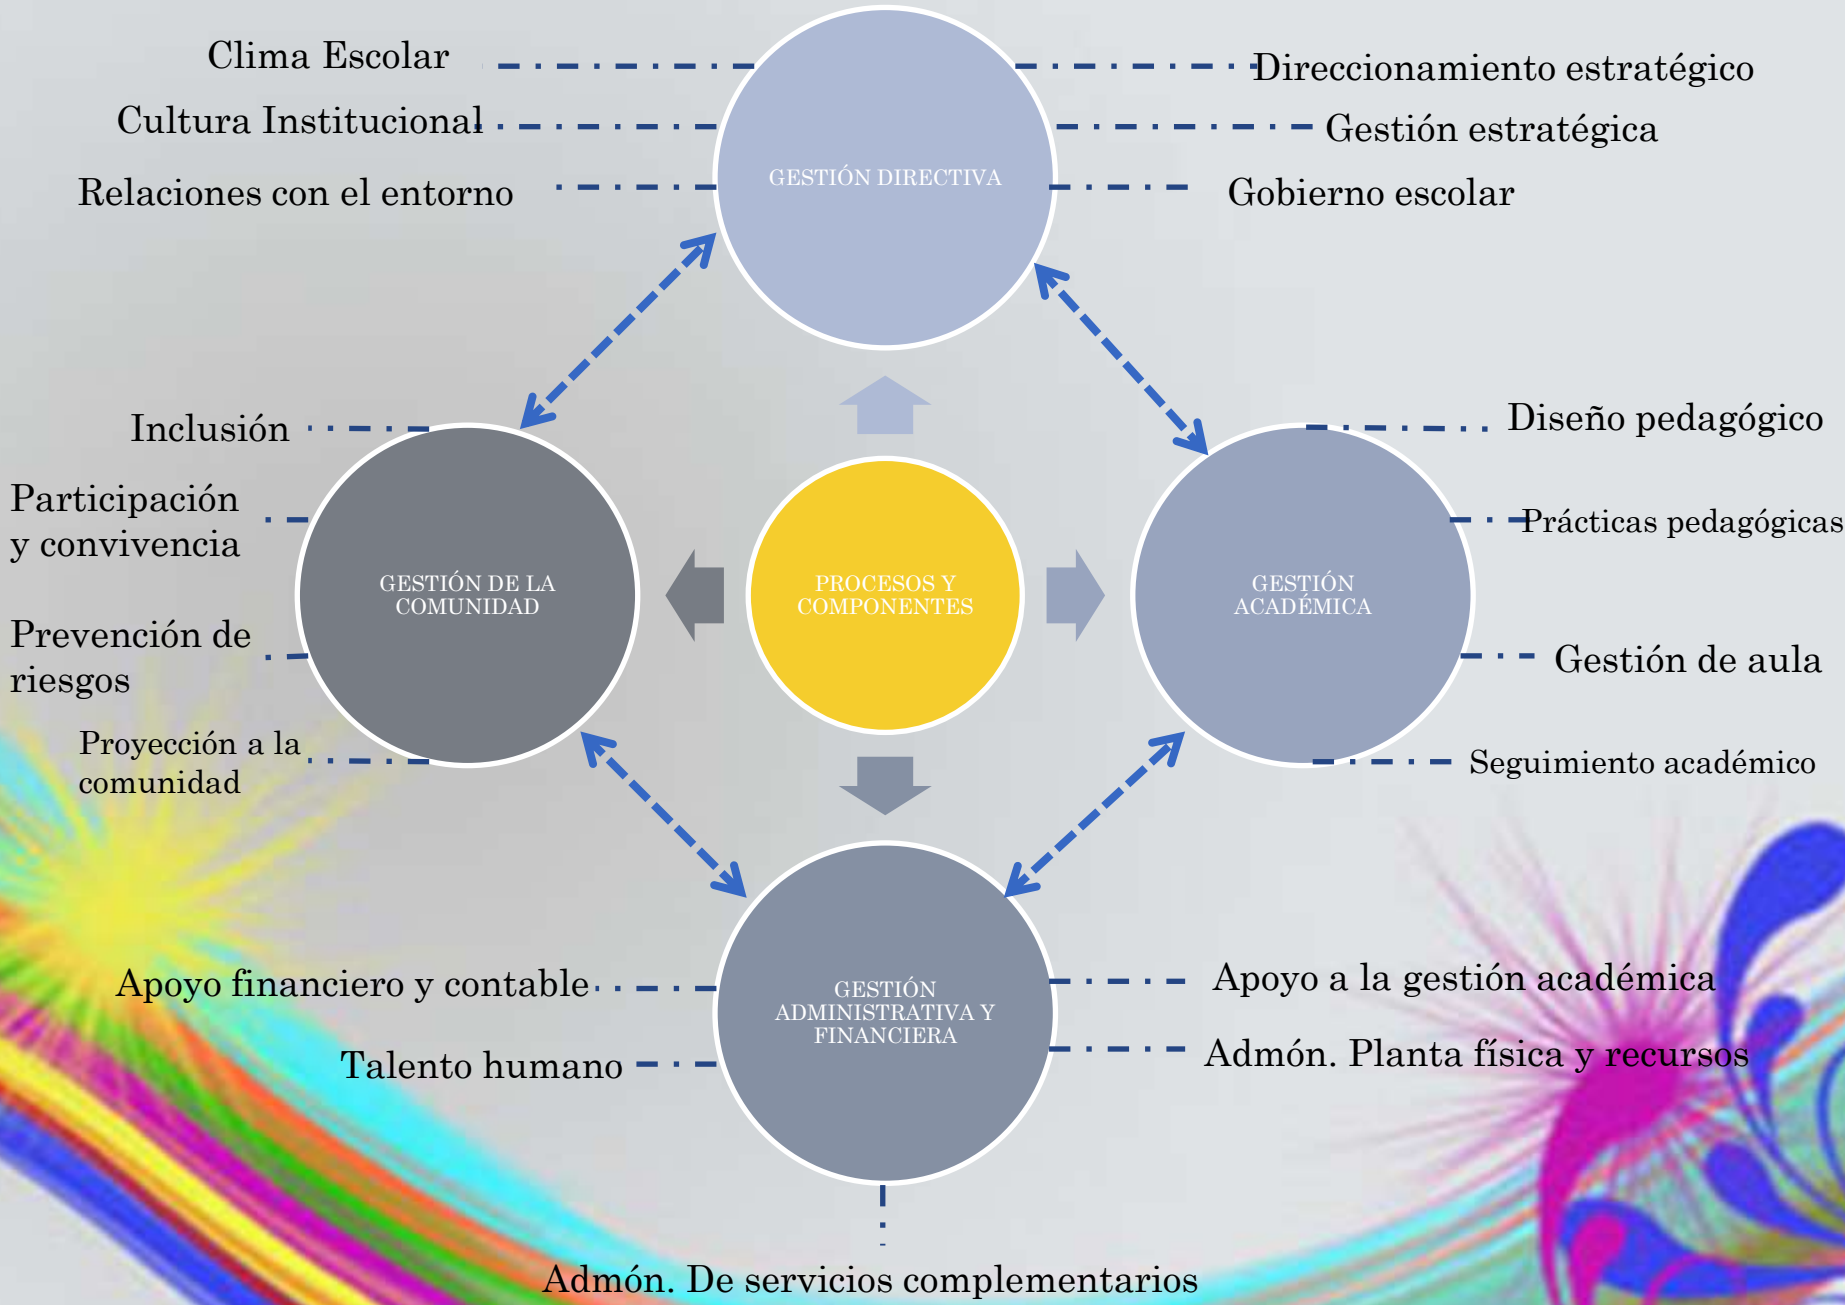 Clima Escolar
Direccionamiento estratégico
Cultura Institucional
Gestión estratégica
Relaciones con el entorno
GESTIÓN DIRECTIVA
Gobierno escolar
Inclusión
Diseño pedagógico
Participación
y convivencia
Prácticas pedagógicas
GESTIÓN DE LA
COMUNIDAD
PROCESOS Y
COMPONENTES
GESTIÓN
ACADÉMICA
Prevención de
riesgos
Gestión de aula
Proyección a la
comunidad
Seguimiento académico
Apoyo financiero y contable
GESTIÓN
ADMINISTRATIVA Y
FINANCIERA
Apoyo a la gestión académica
Talento humano
Admón. Planta física y recursos
Admón. De servicios complementarios